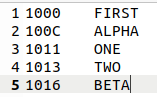 1 1000 FIRST
2 100C ALPHA
3 1011 ONE
4 1013 TWO
5 1016 BETA